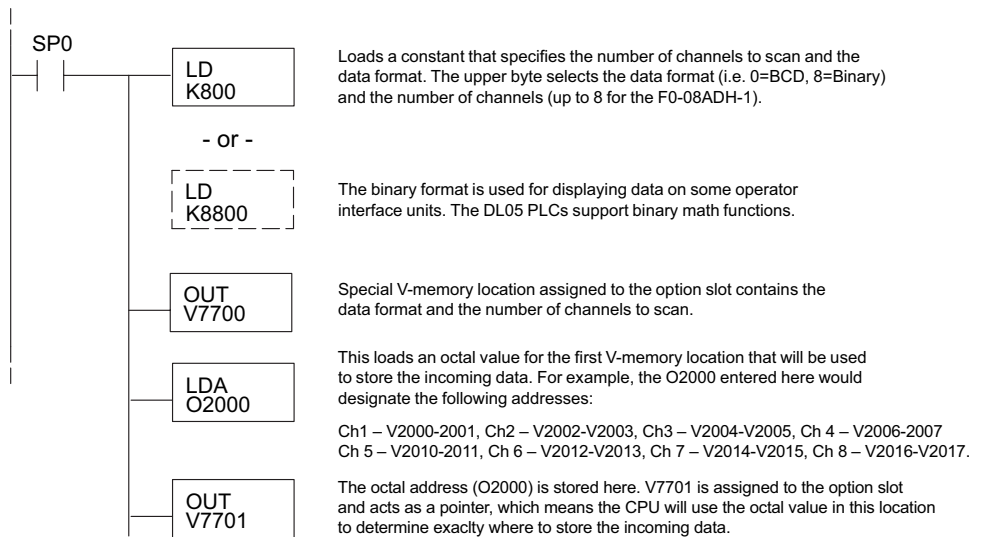 SP0
LD
K800
Loads a constant that specifies the number of channels to scan and the
data format. The upper byte selects the data format (i.e. 0=BCD, 8=Binary)
and the number of channels (up to 8 for the F0-08ADH-1).
- or -
LD
K8800
The binary format is used for displaying data on some operator
interface units. The DL05 PLCs support binary math functions.
OUT
V7700
Special V-memory location assigned to the option slot contains the
data format and the number of channels to scan.
LDA
O2000
This loads an octal value for the first V-memory location that will be used
to store the incoming data. For example, the O2000 entered here would
designate the following addresses:
Ch1 – V2000-2001, Ch2 – V2002-V2003, Ch3 – V2004-V2005, Ch 4 – V2006-2007
Ch 5 – V2010-2011, Ch 6 – V2012-V2013, Ch 7 – V2014-V2015, Ch 8 – V2016-V2017.
OUT
V7701
The octal address (O2000) is stored here. V7701 is assigned to the option slot
and acts as a pointer, which means the CPU will use the octal value in this location
to determine exaclty where to store the incoming data.